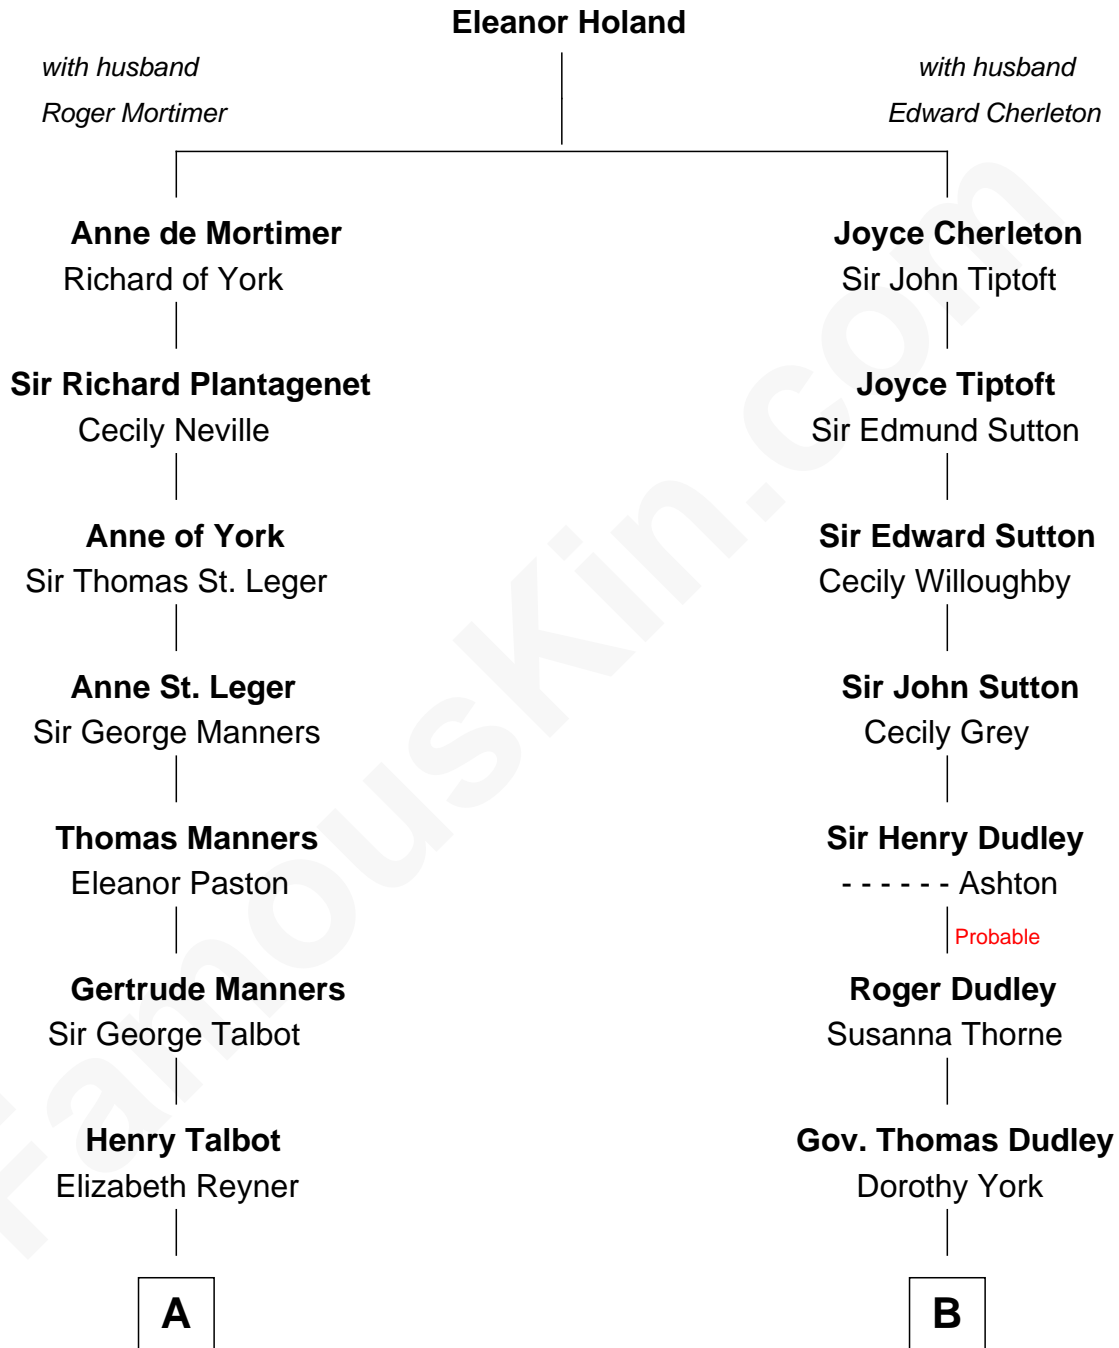 Eleanor Holand
with husband
Roger Mortimer
with husband
Edward Cherleton
Anne de Mortimer
Richard of York
Joyce Cherleton
Sir John Tiptoft
Sir Richard Plantagenet
Cecily Neville
Joyce Tiptoft
Sir Edmund Sutton
Anne of York
Sir Thomas St. Leger
Sir Edward Sutton
Cecily Willoughby
Anne St. Leger
Sir George Manners
Sir John Sutton
Cecily Grey
Thomas Manners
Eleanor Paston
Sir Henry Dudley
- - - - - - Ashton
Probable
Gertrude Manners
Sir George Talbot
Roger Dudley
Susanna Thorne
Henry Talbot
Elizabeth Reyner
Gov. Thomas Dudley
Dorothy York
A
B
FamousKin.com